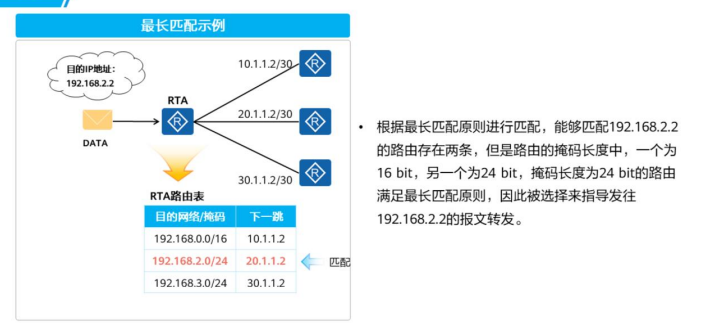 最长匹配示例
目的IP地址:
192.168.2.2
10.1.1.2/30
RTA
20.1.1.2/30
DATA
30.1.1.2/30
RTA路由表
目的网络/掩码 下一跳
192.168.0.0/16 10.1.1.2
192.168.2.0/24 20.1.1.2
匹配
192.168.3.0/24 30.1.1.2
• 根据最长匹配原则进行匹配，能够匹配192.168.2.2
的路由存在两条，但是路由的掩码长度中，一个为
16 bit，另一个为24 bit，掩码长度为24 bit的路由
满足最长匹配原则，因此被选择来指导发往
192.168.2.2的报文转发。